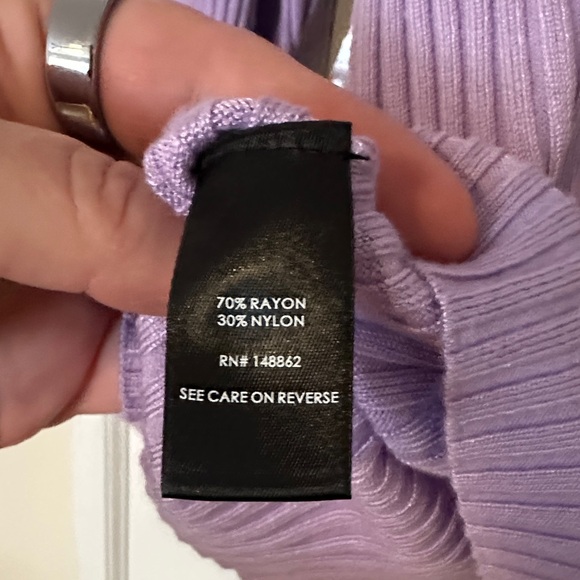 70% RAYON
30% NYLON
RN# 148862
SEE CARE ON REVERSE